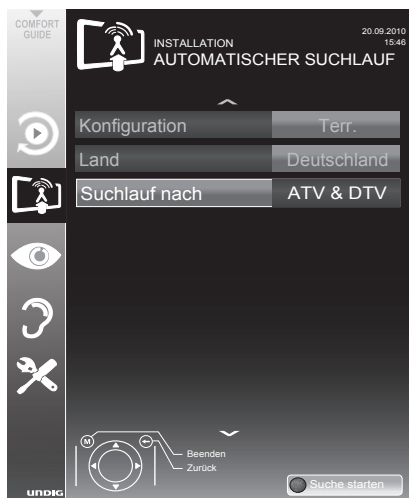 COMFORT
GUIDE
INSTALLATION
AUTOMATISCHER SUCHLAUF
20.09.2010
15:46
Konfiguration Terr.
Land Deutschland
Suchlauf nach ATV & DTV
M
Beenden
Zurück
Suche starten
UNDIG